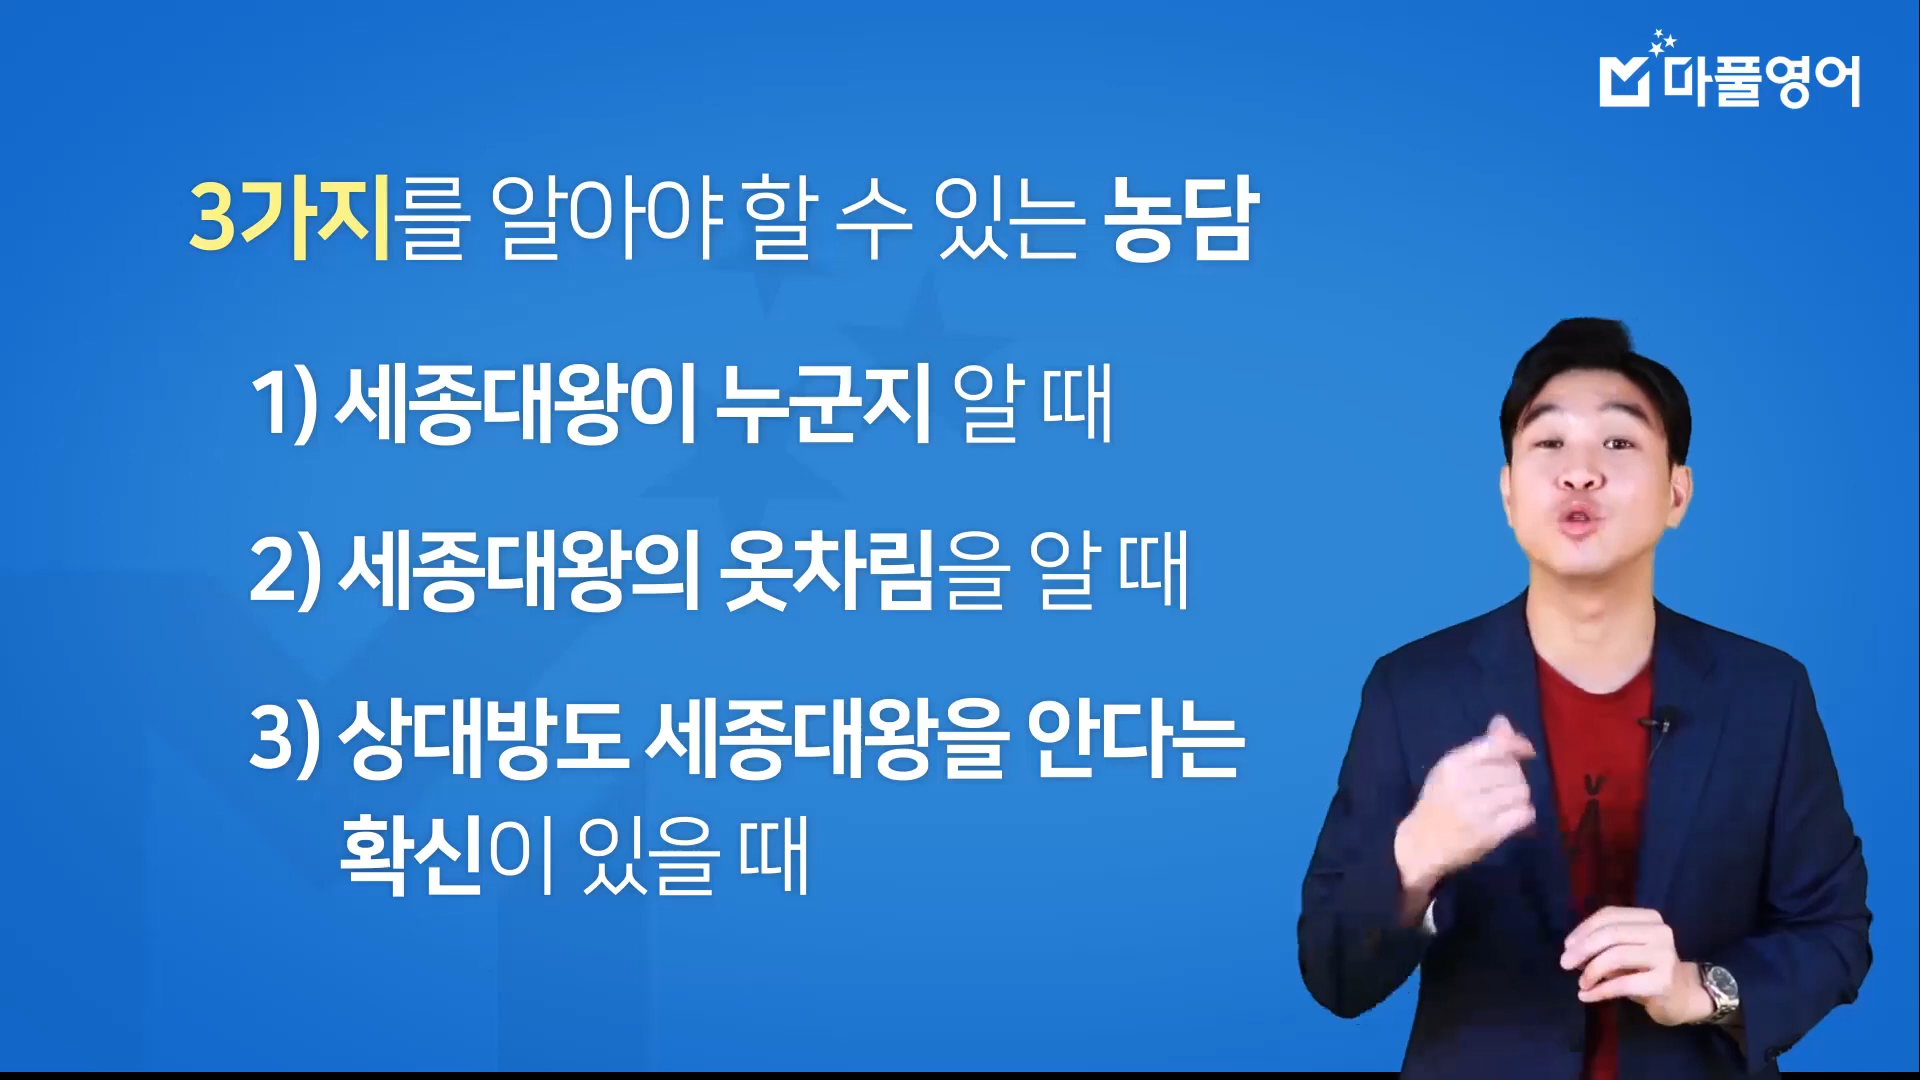 마풀영어
3가지를 알아야 할 수 있는 농담
1) 세종대왕이 누군지 알 때
2) 세종대왕의 옷차림을 알 때
3) 상대방도 세종대왕을 안다는
확신이 있을 때